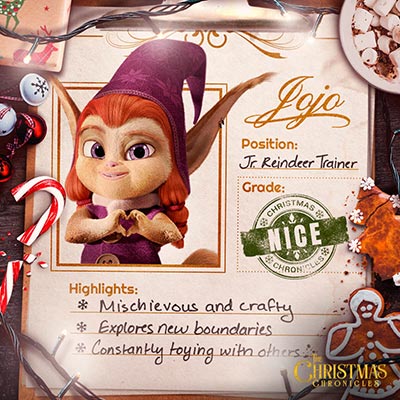 Jojo
Position:
Jr. Reindeer Trainer
Grade:
CHRISTMAS
NICE
CHRONICLES
Highlights:
* Mischievous and crafty
* Explores new boundaries
* Constantly toying with others
THE
CHRISTMAS
CHRONICLES